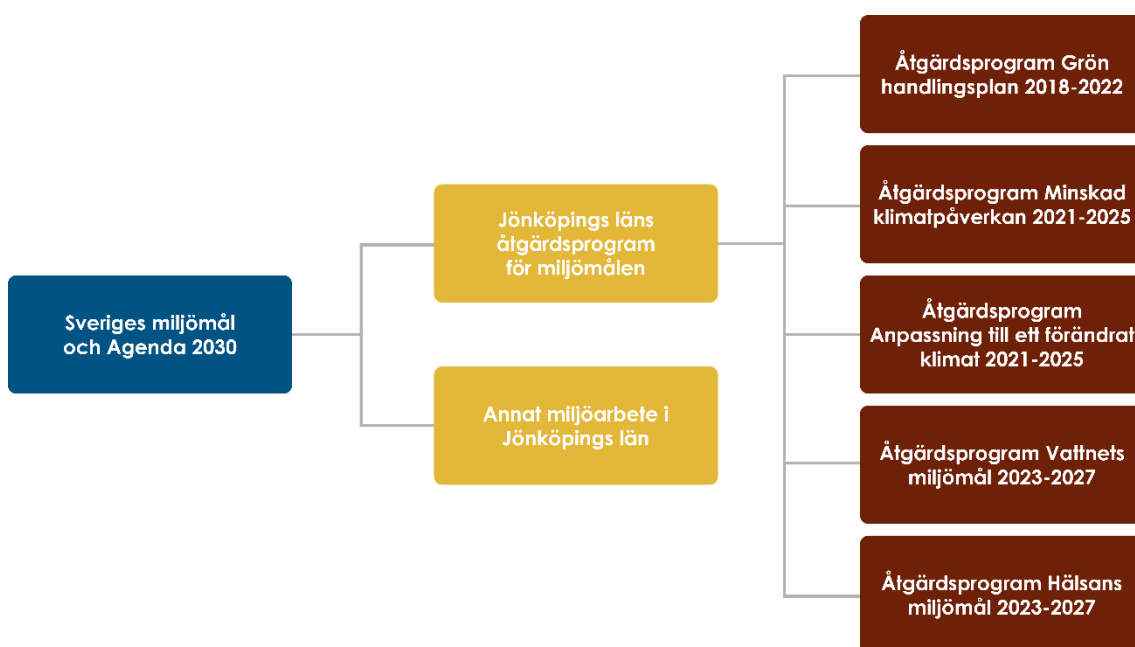 Sveriges miljömål
och Agenda 2030
Jönköpings läns
åtgärdsprogram
för miljömålen
Annat miljöarbete i
Jönköpings län
Åtgärdsprogram Grön
handlingsplan 2018-2022
Åtgärdsprogram Minskad
klimatpåverkan 2021-2025
Åtgärdsprogram
Anpassning till ett förändrat
klimat 2021-2025
Åtgärdsprogram Vattnets
miljömål 2023-2027
Åtgärdsprogram Hälsans
miljömål 2023-2027